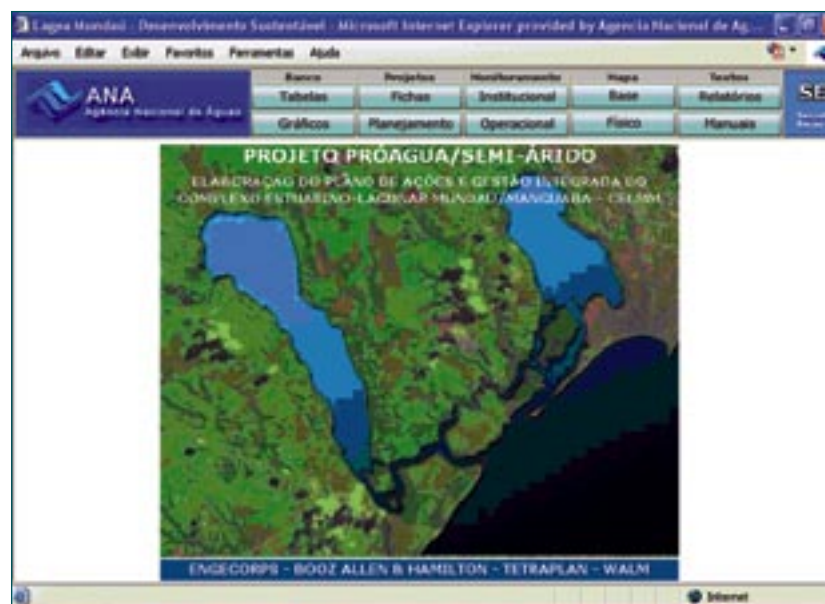 Lagoa Mundaú - Desenvolvimento Sustentável - Microsoft Internet Explorer provided by Agencia Nacional de Ág...
Arquivo Editar Exibir Favoritos Ferramentas Ajuda
ANA
Agência Nacional de Águas
Banco Projetos Monitoramento Mapa Textos
Tabelas Fichas Institucional Base Relatórios
Gráficos Planejamento Operacional Físico Manuais
SE
PROJETO PRÓAGUA/SEMI-ÁRIDO
ELABORAÇÃO DO PLANO DE AÇÕES E GESTÃO INTEGRADA DO
COMPLEXO ESTUARINO-LAGUNAR MUNDAÚ/MANGUABA - CELMM
ENGECORPS - BOOZ ALLEN & HAMILTON - TETRAPLAN - WALM
Internet